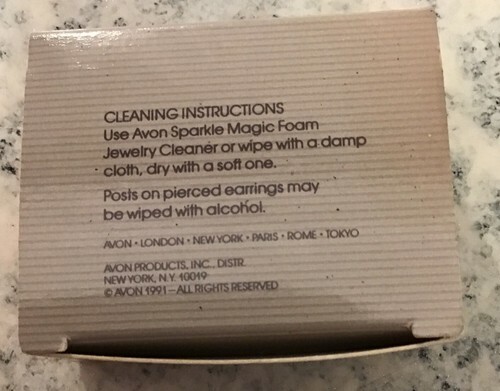 CLEANING INSTRUCTIONS
Use Avon Sparkle Magic Foam
Jewelry Cleaner or wipe with a damp
cloth, dry with a soft one.
Posts on pierced earrings may
be wiped with alcohol.
AVON • LONDON • NEW YORK • PARIS • ROME • TOKYO
AVON PRODUCTS, INC., DISTR.
NEW YORK, N.Y. 10019
© AVON 1991—ALL RIGHTS RESERVED